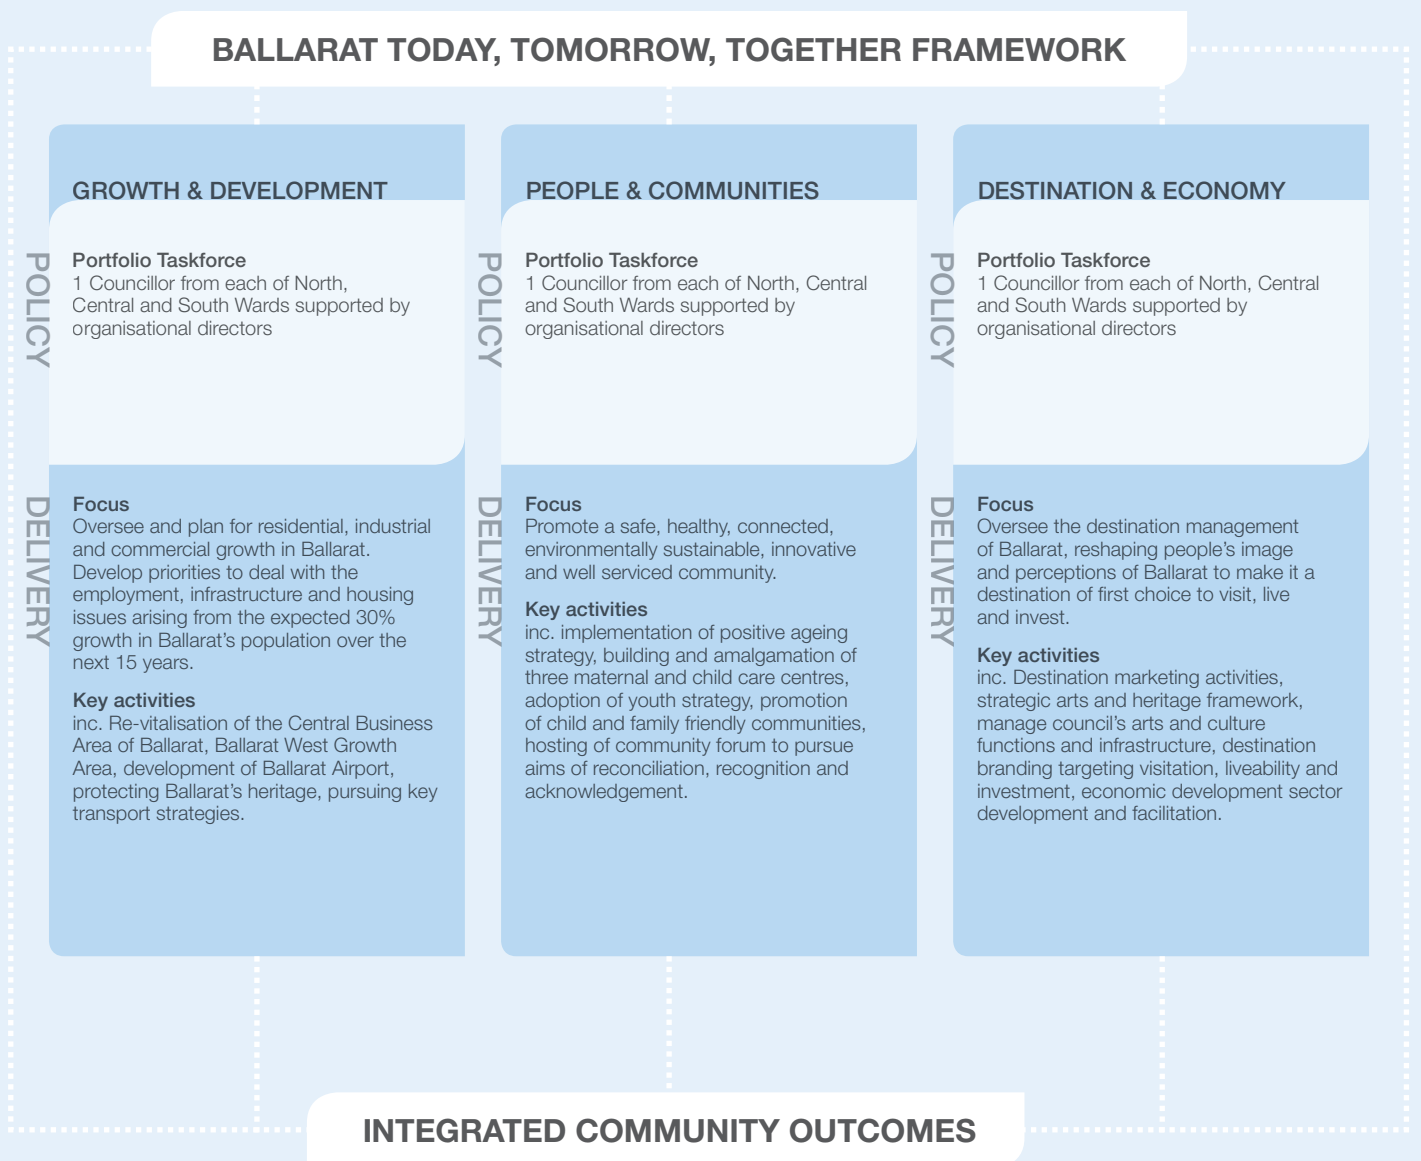 BALLARAT TODAY, TOMORROW, TOGETHER FRAMEWORK
GROWTH & DEVELOPMENT
POLICY
Portfolio Taskforce
1 Councillor from each of North,
Central and South Wards supported by
organisational directors
DELIVERY
Focus
Oversee and plan for residential, industrial
and commercial growth in Ballarat.
Develop priorities to deal with the
employment, infrastructure and housing
issues arising from the expected 30%
growth in Ballarat’s population over the
next 15 years.
Key activities
inc. Re-vitalisation of the Central Business
Area of Ballarat, Ballarat West Growth
Area, development of Ballarat Airport,
protecting Ballarat’s heritage, pursuing key
transport strategies.
PEOPLE & COMMUNITIES
POLICY
Portfolio Taskforce
1 Councillor from each of North, Central
and South Wards supported by
organisational directors
DELIVERY
Focus
Promote a safe, healthy, connected,
environmentally sustainable, innovative
and well serviced community.
Key activities
inc. implementation of positive ageing
strategy, building and amalgamation of
three maternal and child care centres,
adoption of youth strategy, promotion
of child and family friendly communities,
hosting of community forum to pursue
aims of reconciliation, recognition and
acknowledgement.
DESTINATION & ECONOMY
POLICY
Portfolio Taskforce
1 Councillor from each of North, Central
and South Wards supported by
organisational directors
DELIVERY
Focus
Oversee the destination management
of Ballarat, reshaping people’s image
and perceptions of Ballarat to make it a
destination of first choice to visit, live
and invest.
Key activities
inc. Destination marketing activities,
strategic arts and heritage framework,
manage council’s arts and culture
functions and infrastructure, destination
branding targeting visitation, liveability and
investment, economic development sector
development and facilitation.
INTEGRATED COMMUNITY OUTCOMES